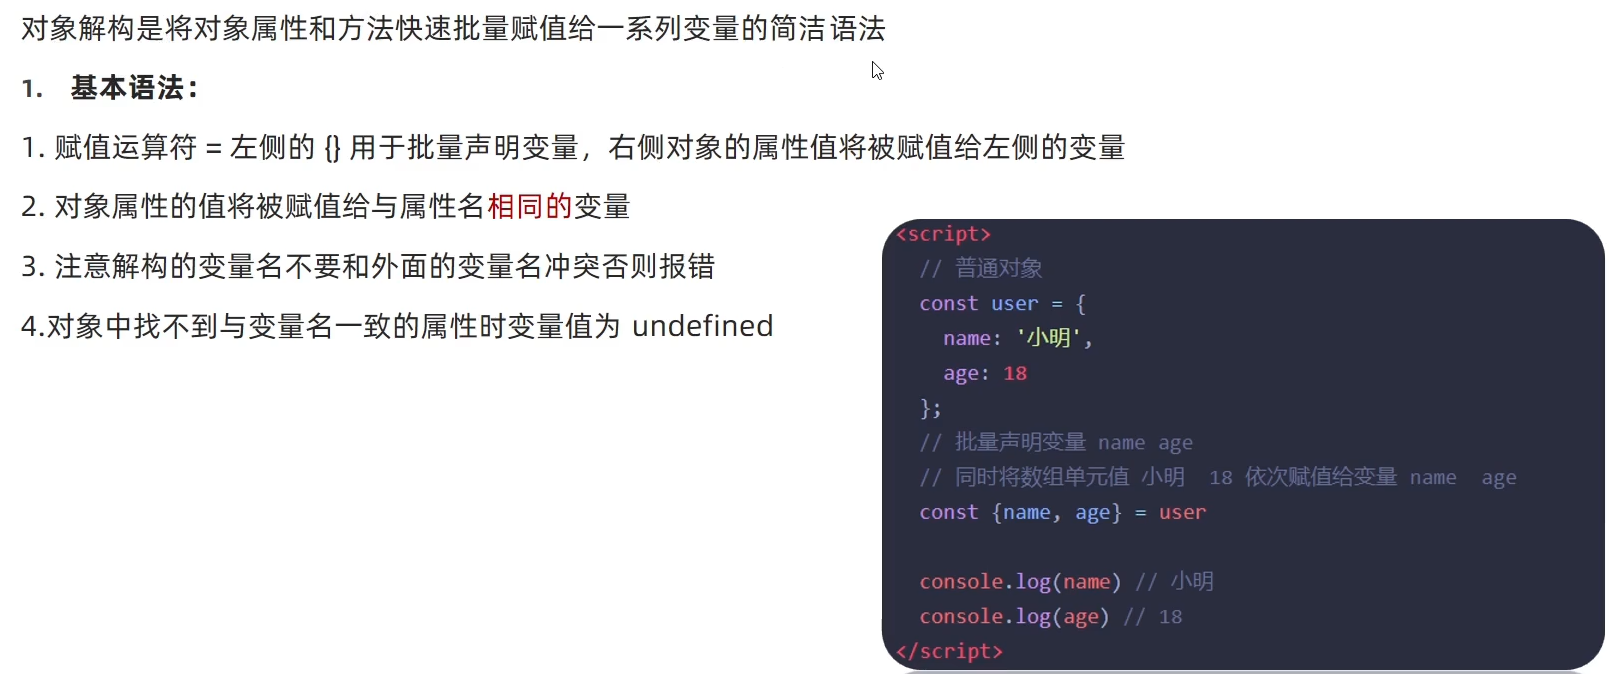 对象解构是将对象属性和方法快速批量赋值给一系列变量的简洁语法
1. 基本语法：
1. 赋值运算符 = 左侧的 {} 用于批量声明变量，右侧对象的属性值将被赋值给左侧的变量
2. 对象属性的值将被赋值给与属性名相同的变量
3. 注意解构的变量名不要和外面的变量名冲突否则报错
4.对象中找不到与变量名一致的属性时变量值为 undefined
<script>
// 普通对象
const user = {
name: '小明',
age: 18
};
// 批量声明变量 name age
// 同时将数组单元值 小明  18 依次赋值给变量 name  age
const {name, age} = user
console.log(name) // 小明
console.log(age) // 18
</script>